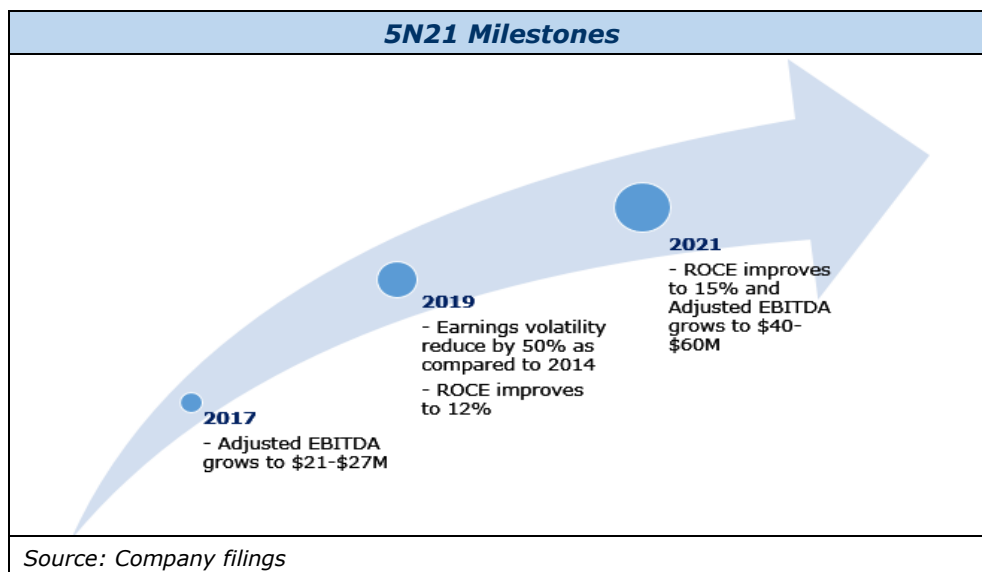 5N21 Milestones
2021
- ROCE improves
to 15% and
Adjusted EBITDA
grows to $40-
$60M
2019
- Earnings volatility
reduce by 50% as
compared to 2014
- ROCE improves
to 12%
2017
- Adjusted EBITDA
grows to $21-$27M
Source: Company filings